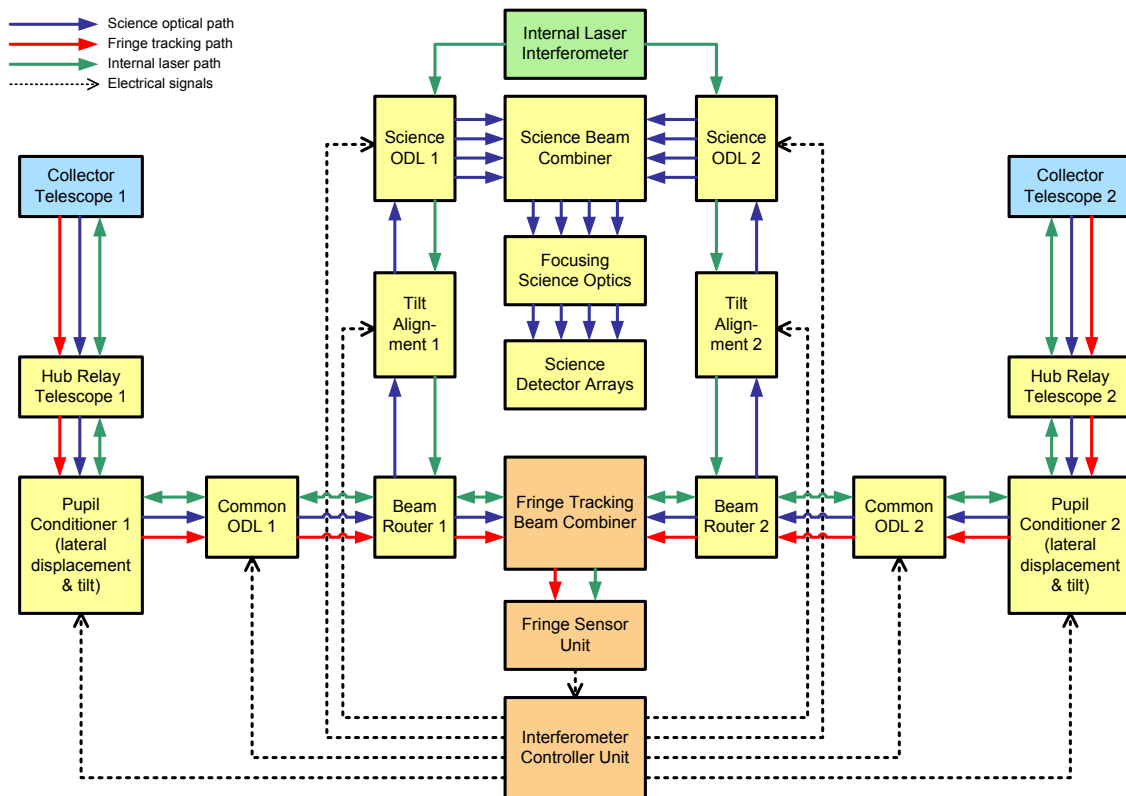 Science optical path
Fringe tracking path
Internal laser path
Electrical signals
Internal Laser
Interferometer
Science
ODL 1
Science Beam
Combiner
Science
ODL 2
Collector
Telescope 1
Collector
Telescope 2
Focusing
Science Optics
Tilt
Align-
ment 1
Tilt
Align-
ment 2
Science
Detector Arrays
Hub Relay
Telescope 1
Hub Relay
Telescope 2
Pupil
Conditioner 1
(lateral
displacement
& tilt)
Common
ODL 1
Beam
Router 1
Fringe Tracking
Beam Combiner
Beam
Router 2
Common
ODL 2
Pupil
Conditioner 2
(lateral
displacement
& tilt)
Fringe Sensor
Unit
Interferometer
Controller Unit